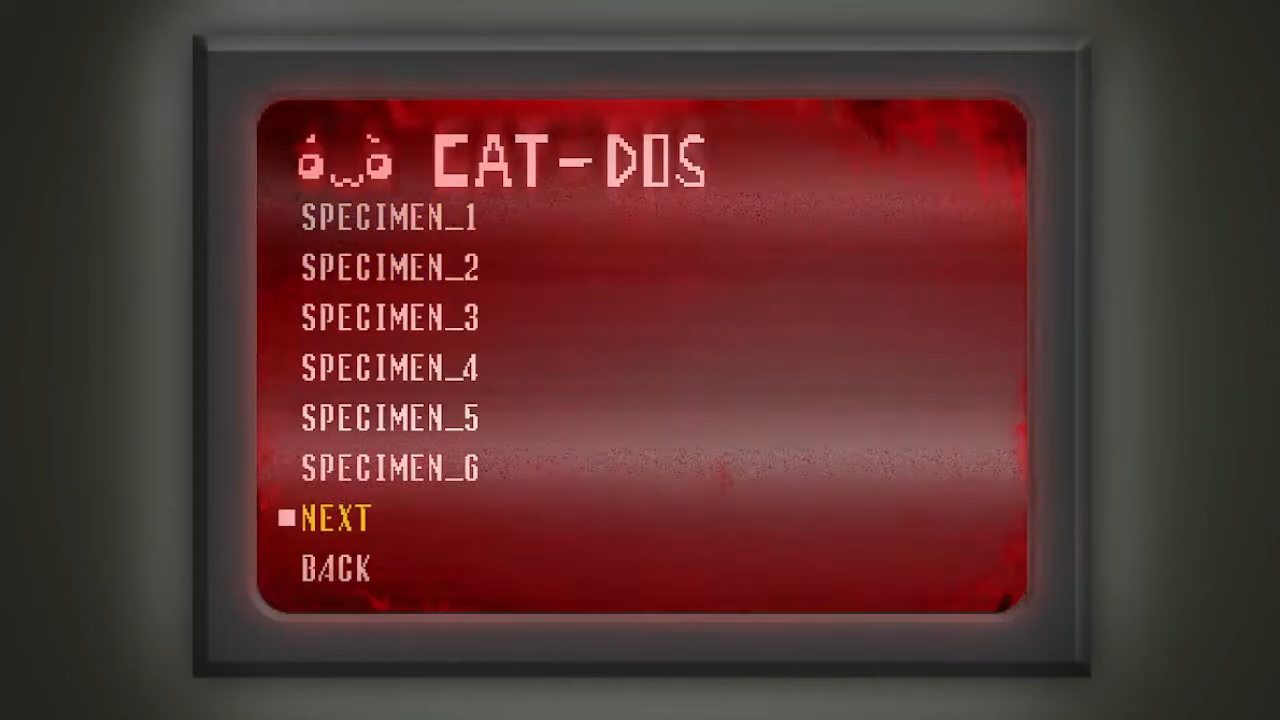 CAT-DOS
SPECIMEN_1
SPECIMEN_2
SPECIMEN_3
SPECIMEN_4
SPECIMEN_5
SPECIMEN_6
NEXT
BACK